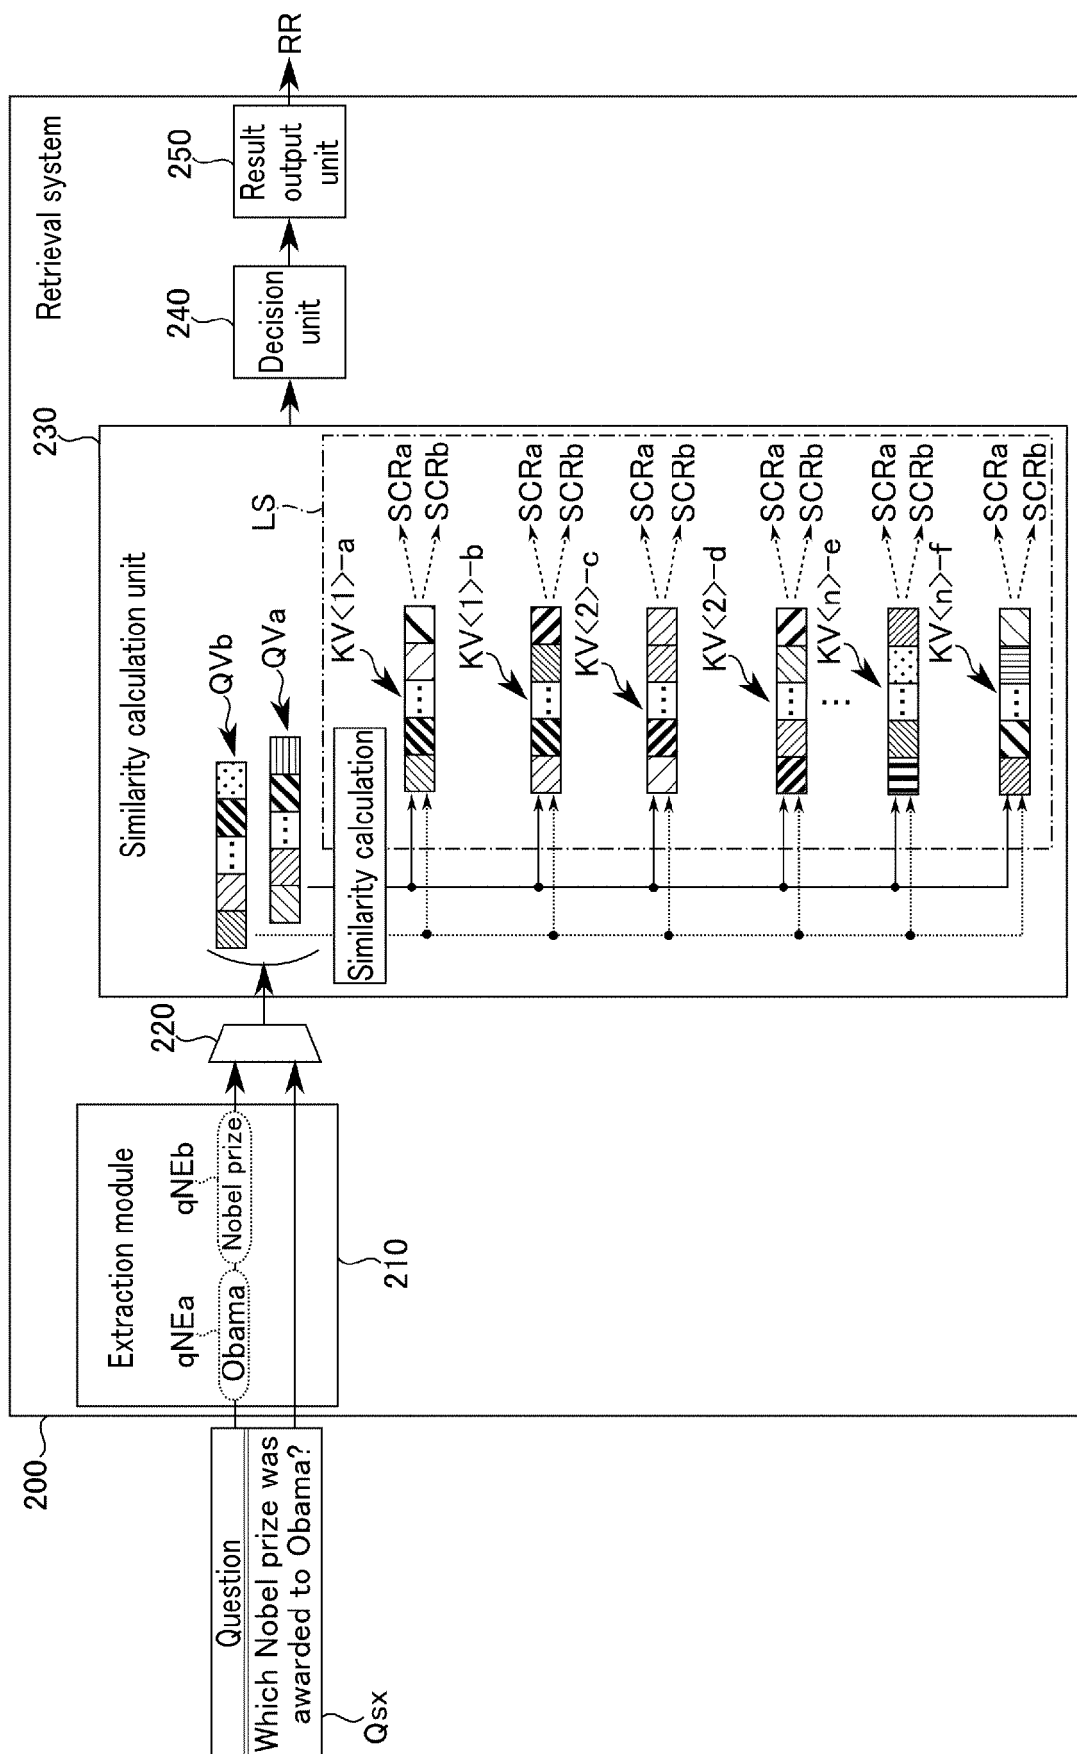 200
Retrieval system
Question
Which Nobel prize was
awarded to Obama?
Qsx
Extraction module
qNEa
qNEb
Obama
Nobel prize
210
220
230
Similarity calculation unit
QVb
QVa
LS
Similarity calculation
KV<1>-a
SCRa
SCRb
KV<1>-b
SCRa
SCRb
KV<2>-c
SCRa
SCRb
KV<2>-d
SCRa
SCRb
...
KV<n>-e
SCRa
SCRb
KV<n>-f
SCRa
SCRb
240
Decision
unit
250
Result
output
unit
RR